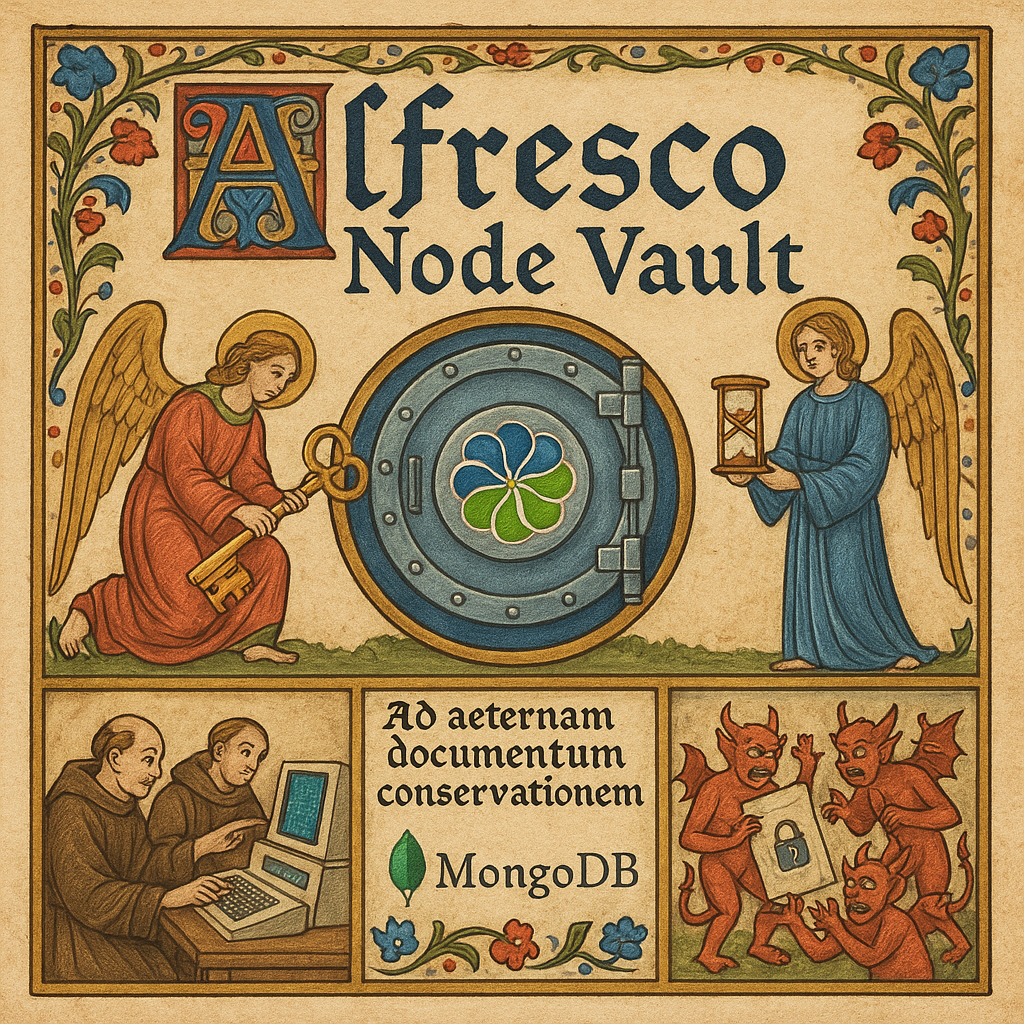 Alfresco
Node Vault
Ad aeternam
documentum
conservationem
MongoDB